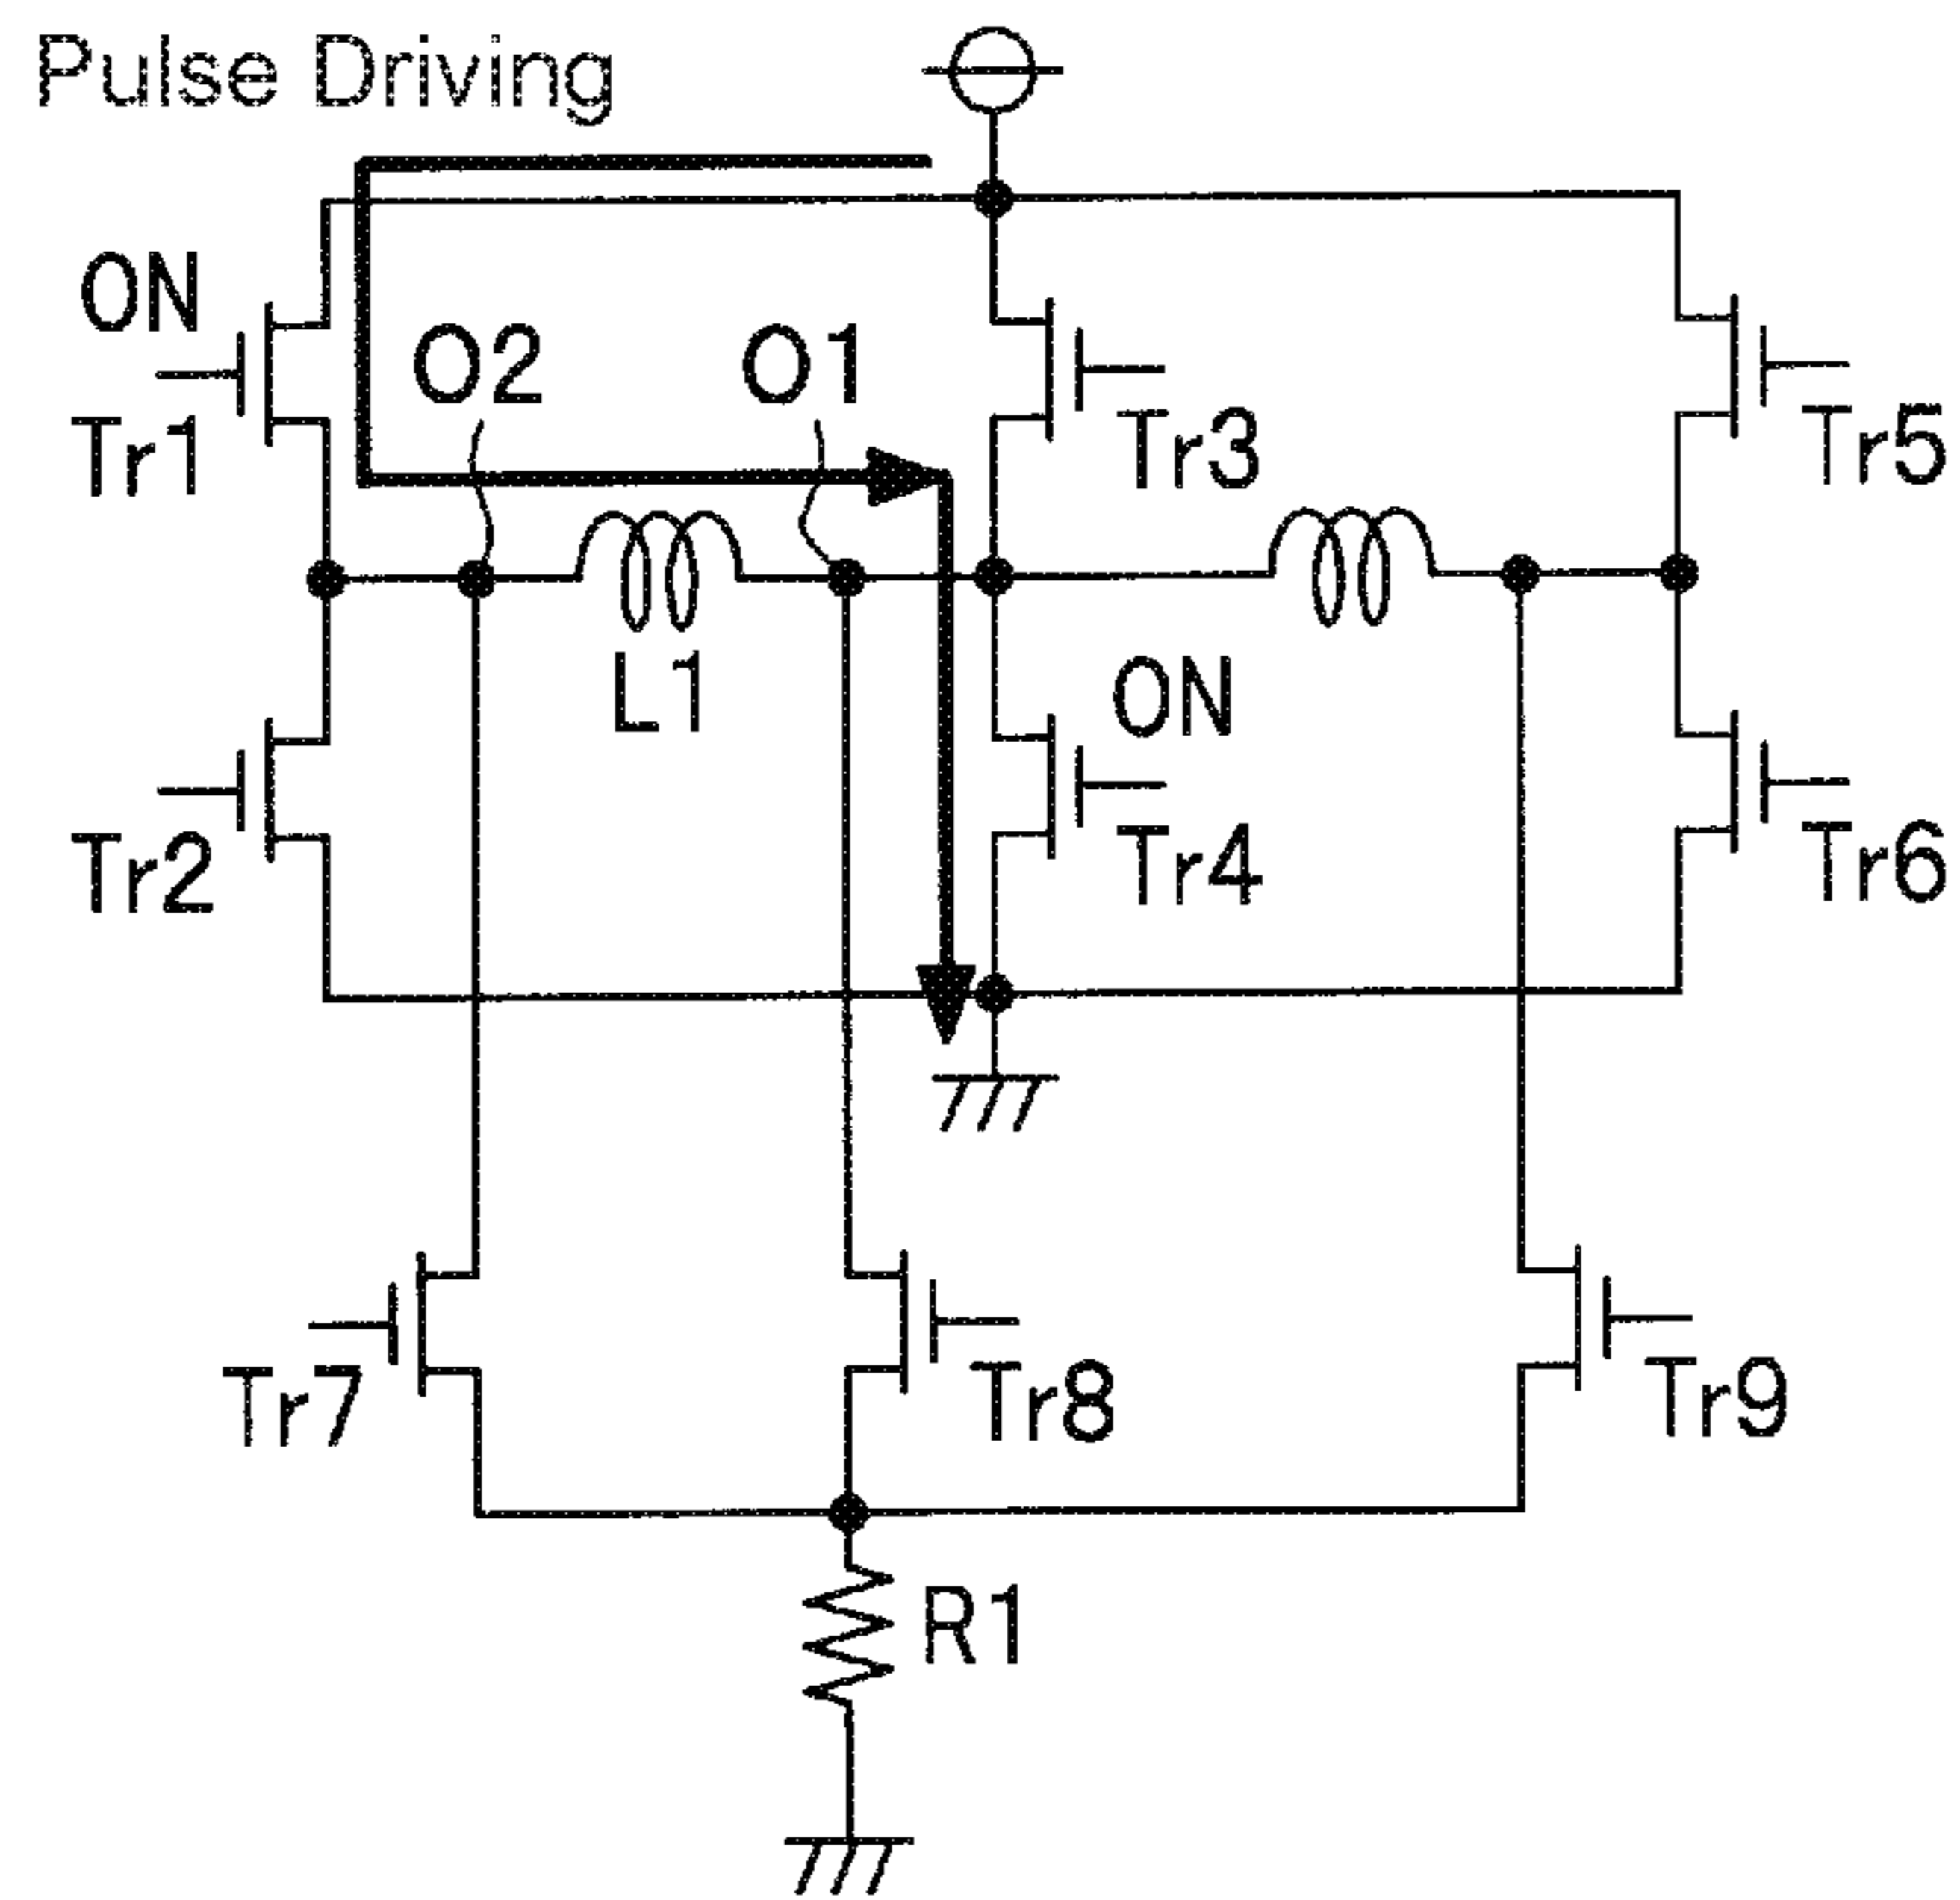 Pulse Driving
ON
Tr1
O2
O1
Tr3
Tr5
L1
ON
Tr2
Tr4
Tr6
Tr7
Tr8
Tr9
R1